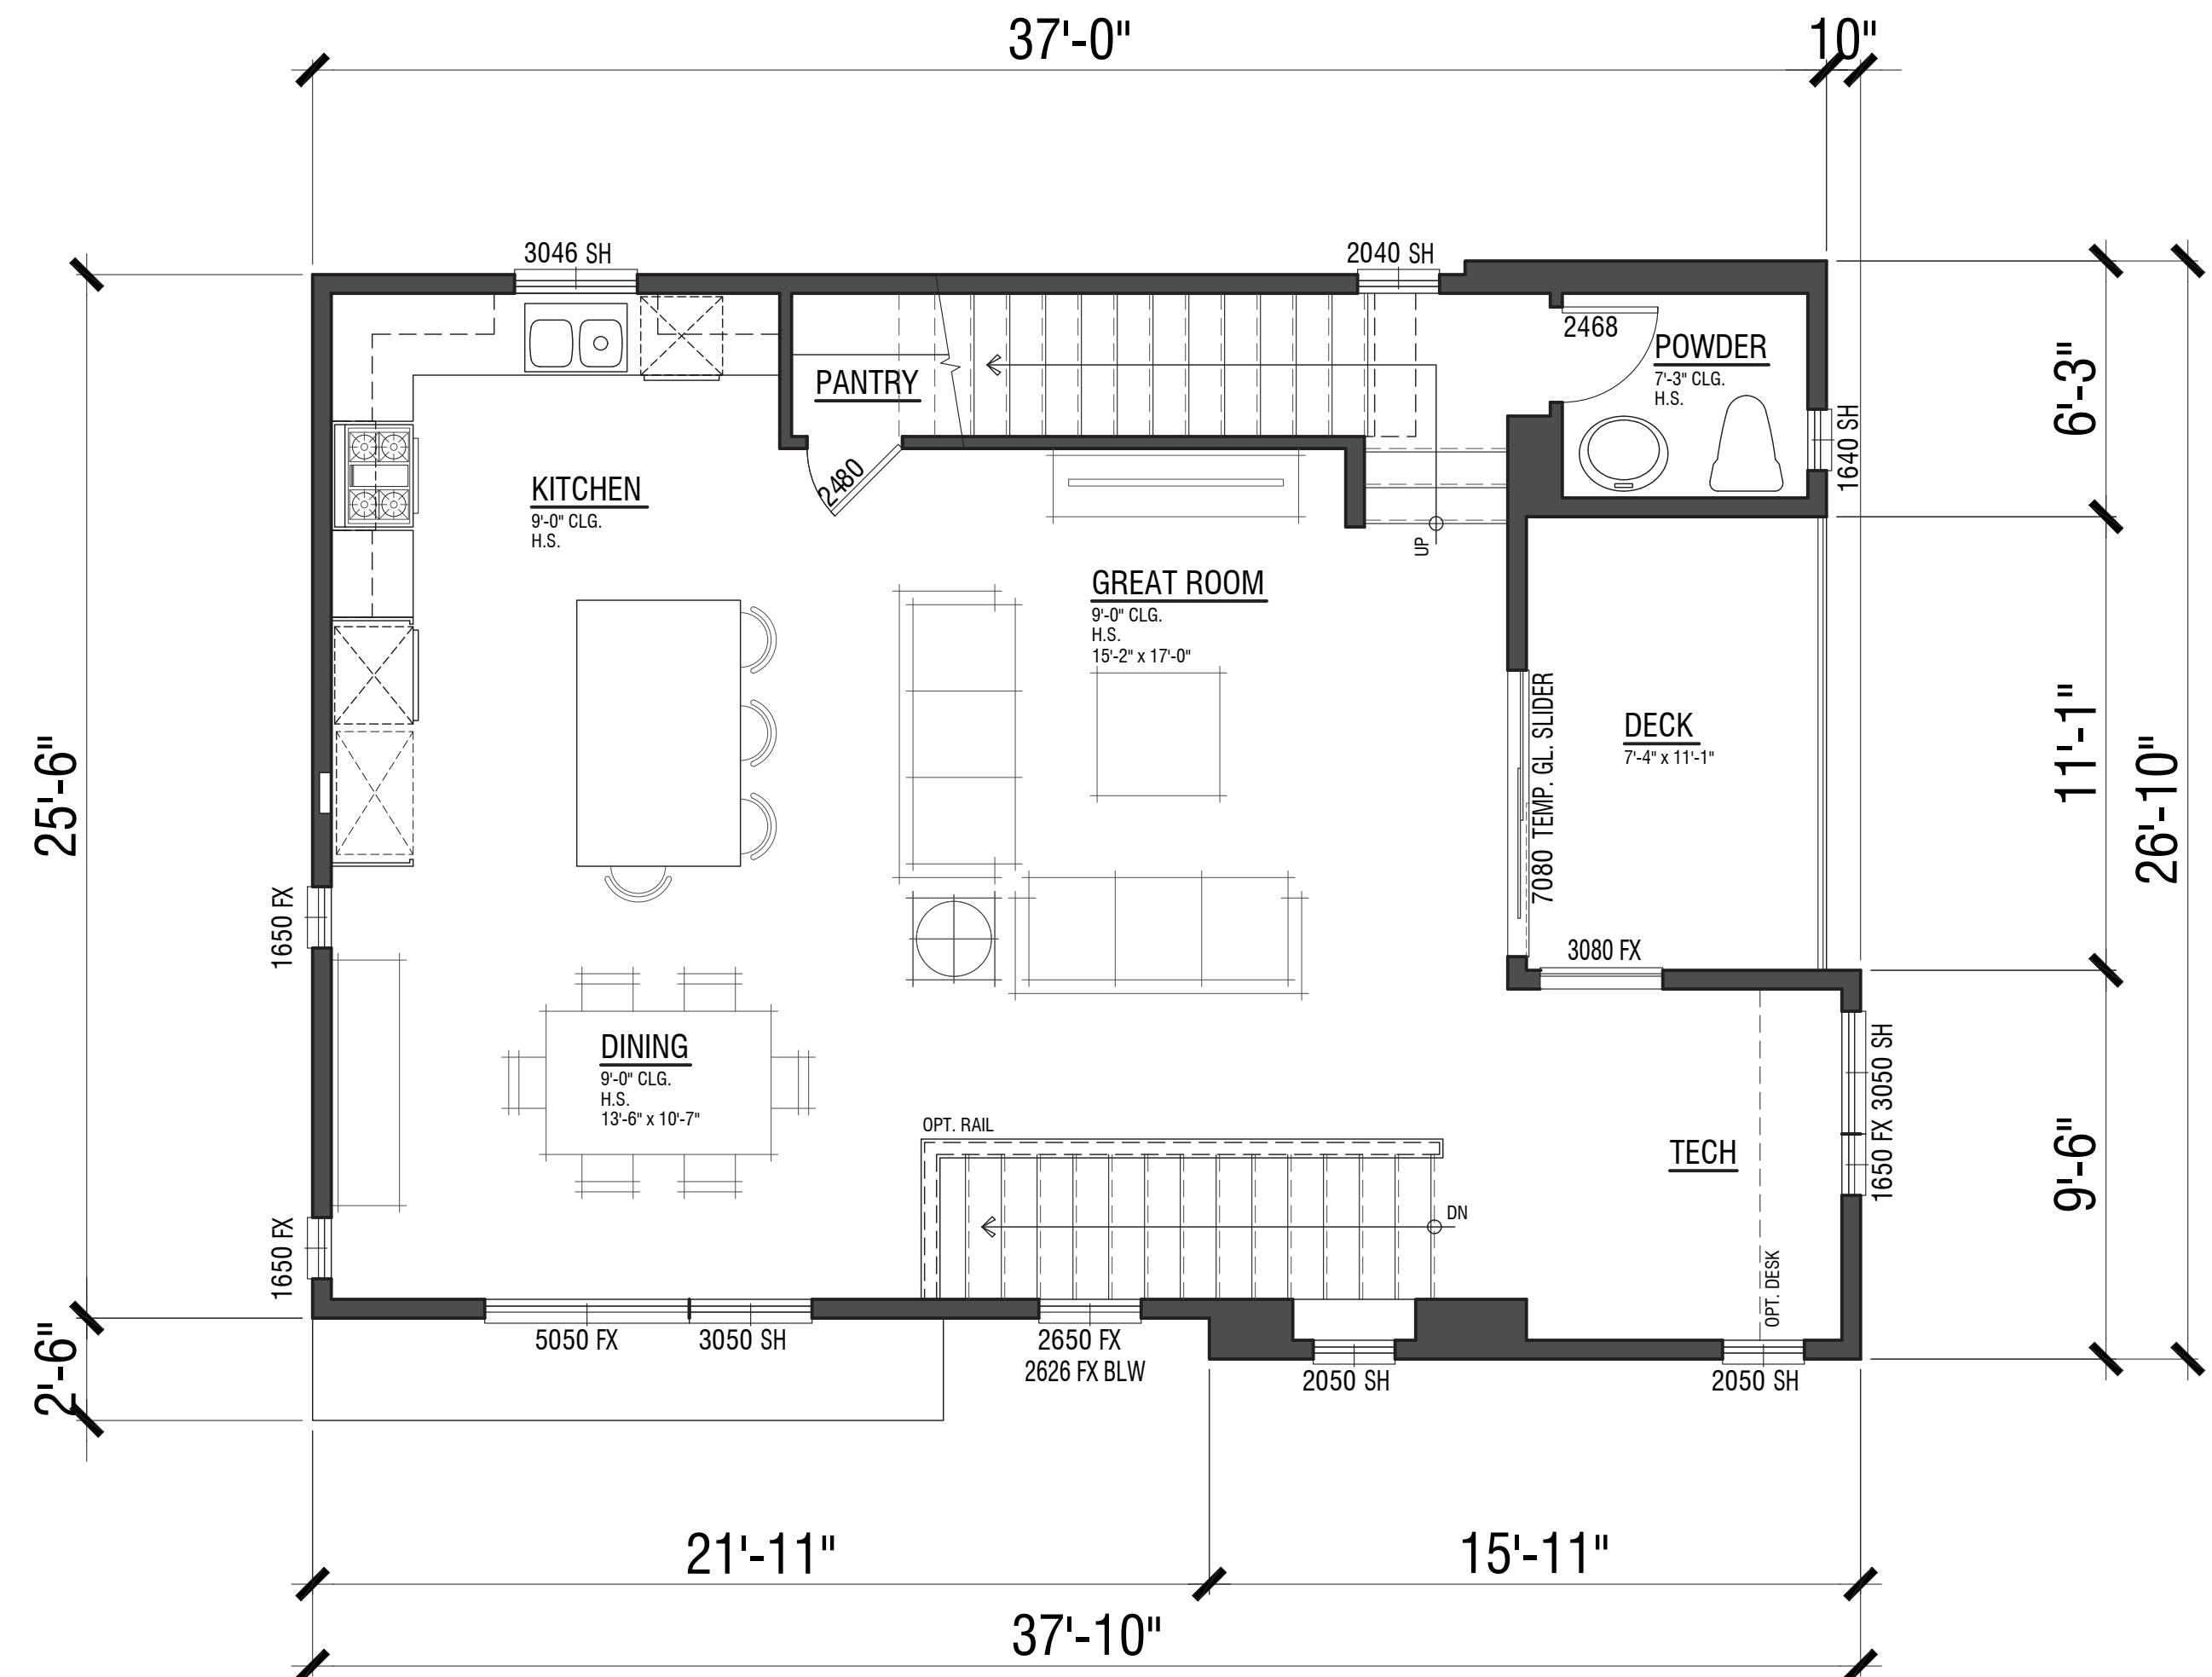 37'-0"
10"
3046 SH
2040 SH
2468
POWDER
7'-3" CLG.
H.S.
PANTRY
6'-3"
1640 SH
2480
KITCHEN
9'-0" CLG.
H.S.
UP
GREAT ROOM
9'-0" CLG.
H.S.
15'-2" x 17'-0"
7080 TEMP. GL. SLIDER
DECK
7'-4" x 11'-1"
11'-1"
26'-10"
25'-6"
1650 FX
3080 FX
DINING
9'-0" CLG.
H.S.
13'-6" x 10'-7"
OPT. RAIL
TECH
1650 FX 3050 SH
9'-6"
DN
OPT. DESK
1650 FX
2'-6"
5050 FX
3050 SH
2650 FX
2626 FX BLW
2050 SH
2050 SH
21'-11"
15'-11"
37'-10"